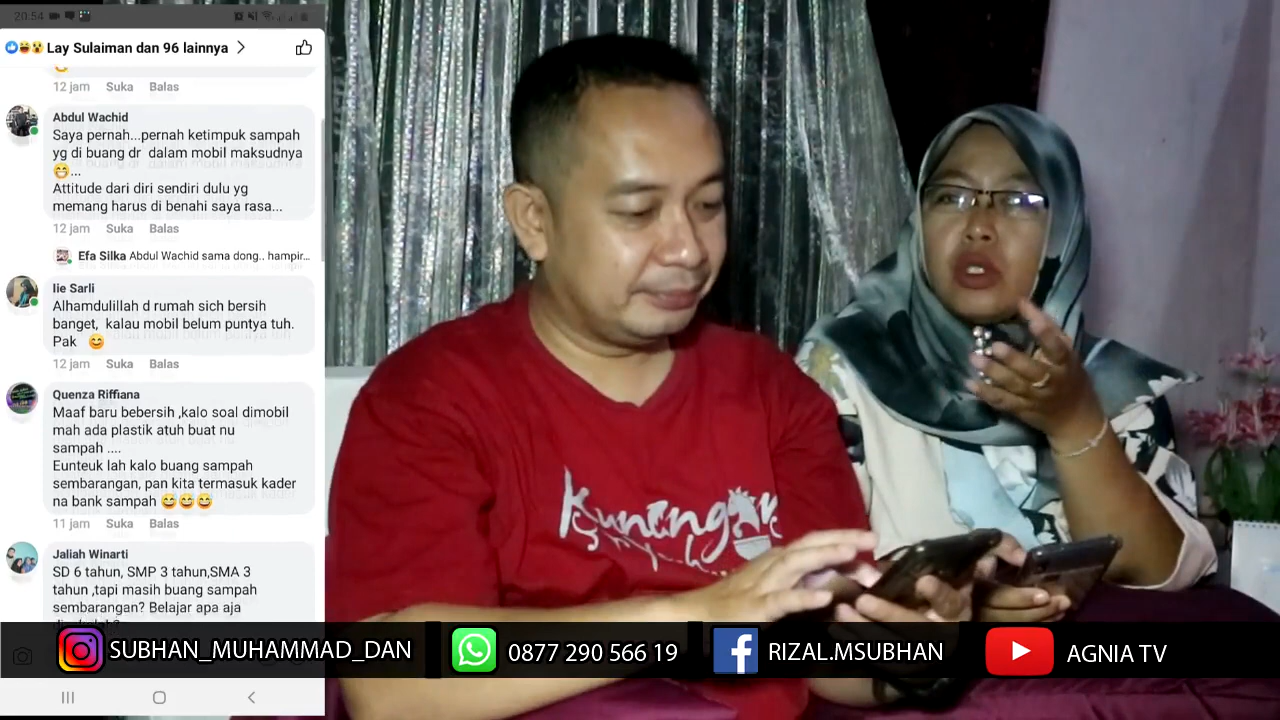 20.54
Lay Sulaiman dan 96 lainnya
12 jam Suka Balas
Abdul Wachid
Saya pernah...pernah ketimpuk sampah
yg di buang dr dalam mobil maksudnya
😁...
Attitude dari diri sendiri dulu yg
memang harus di benahi saya rasa...
12 jam Suka Balas
Efa Silka Abdul Wachid sama dong.. hampir...
Iie Sarli
Alhamdulillah d rumah sich bersih
banget, kalau mobil belum puntya tuh.
Pak 😊
12 jam Suka Balas
Quenza Riffiana
Maaf baru bebersih ,kalo soal dimobil
mah ada plastik atuh buat nu
sampah ....
Eunteuk lah kalo buang sampah
sembarangan, pan kita termasuk kader
na bank sampah 😅😅😅
11 jam Suka Balas
Jaliah Winarti
SD 6 tahun, SMP 3 tahun,SMA 3
tahun ,tapi masih buang sampah
sembarangan? Belajar apa aja
Kuningan
SUBHAN_MUHAMMAD_DAN
0877 290 566 19
RIZAL.MSUBHAN
AGNIA TV